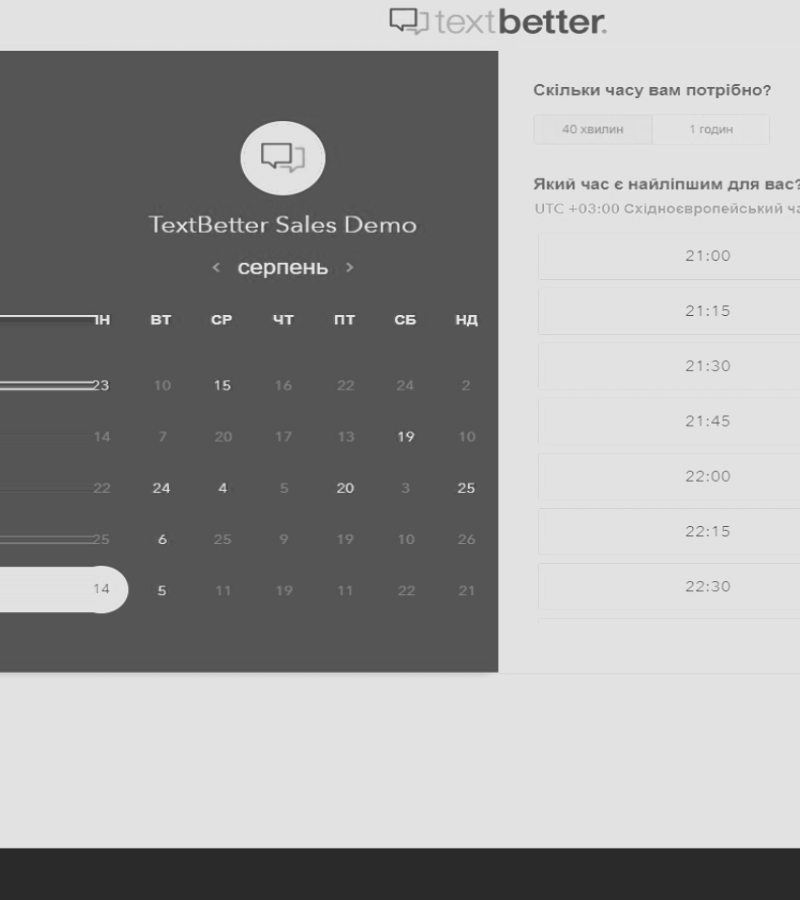 textbetter.
TextBetter Sales Demo
< серпень >
ВТ СР ЧТ ПТ СБ НД
23 10 15 16 22 24 2
14 7 20 17 13 19 10
22 24 4 5 20 3 25
25 6 25 9 19 10 26
14 5 11 19 11 22 21
Скільки часу вам потрібно?
40 хвилин 1 годин
Який час є найліпшим для вас?
UTC +03:00 Східноєвропейський
21:00
21:15
21:30
21:45
22:00
22:15
22:30